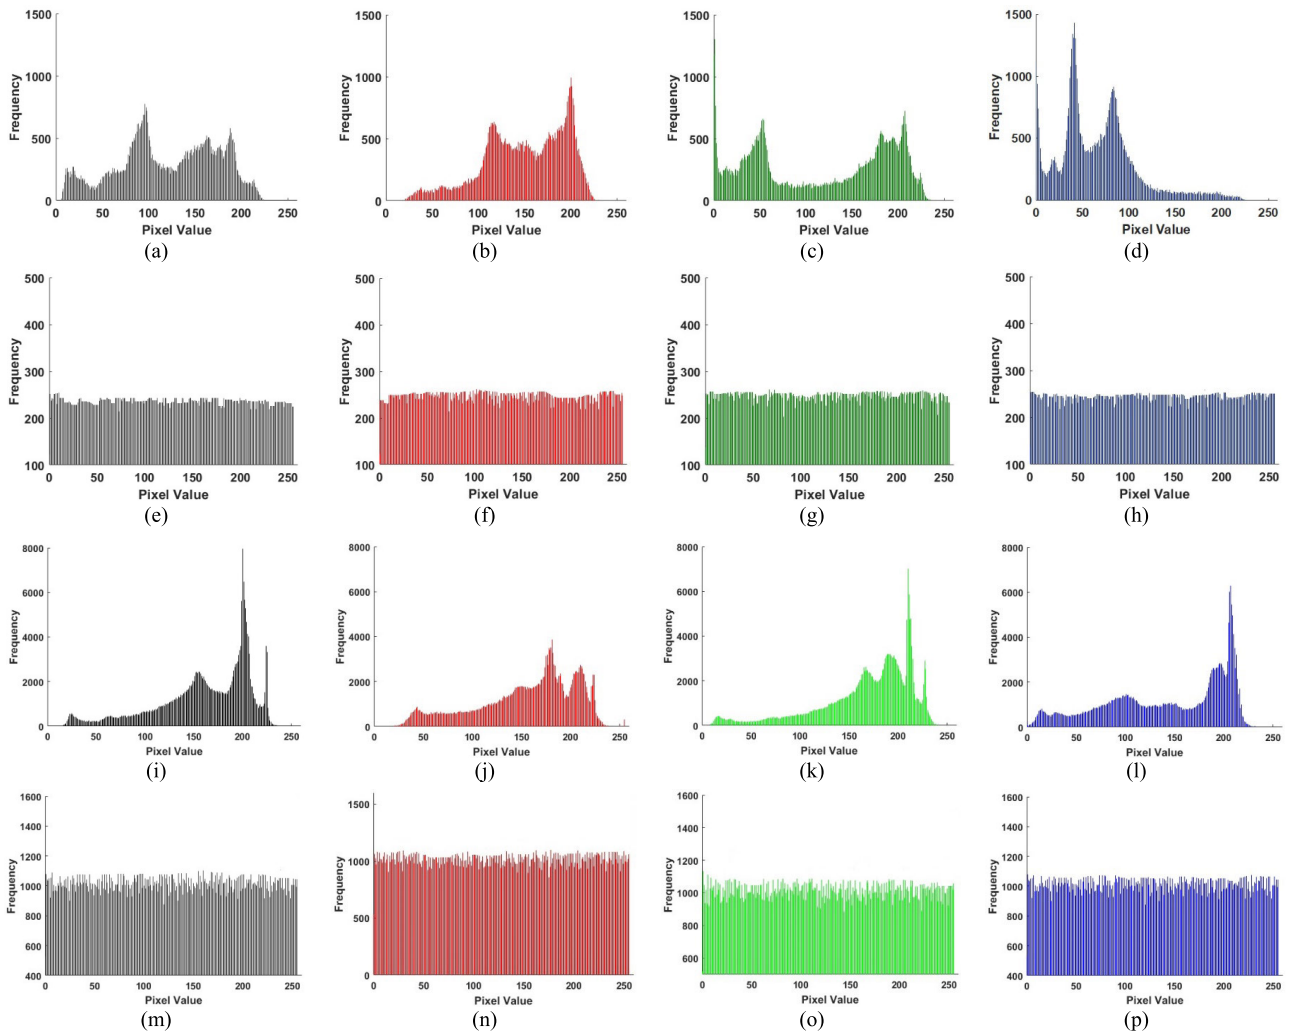 1500
1000
500
0
Frequency
0 50 100 150 200 250
Pixel Value
(a)
1500
1000
500
0
Frequency
0 50 100 150 200 250
Pixel Value
(b)
1500
1000
500
0
Frequency
0 50 100 150 200 250
Pixel Value
(c)
1500
1000
500
0
Frequency
0 50 100 150 200 250
Pixel Value
(d)
500
400
300
200
100
Frequency
0 50 100 150 200 250
Pixel Value
(e)
500
400
300
200
100
Frequency
0 50 100 150 200 250
Pixel Value
(f)
500
400
300
200
100
Frequency
0 50 100 150 200 250
Pixel Value
(g)
500
400
300
200
100
Frequency
0 50 100 150 200 250
Pixel Value
(h)
8000
6000
4000
2000
0
Frequency
0 50 100 150 200 250
Pixel Value
(i)
8000
6000
4000
2000
0
Frequency
0 50 100 150 200 250
Pixel Value
(j)
8000
6000
4000
2000
0
Frequency
0 50 100 150 200 250
Pixel Value
(k)
8000
6000
4000
2000
0
Frequency
0 50 100 150 200 250
Pixel Value
(l)
1600
1400
1200
1000
800
600
400
Frequency
0 50 100 150 200 250
Pixel Value
(m)
1500
1000
500
0
Frequency
0 50 100 150 200 250
Pixel Value
(n)
1600
1400
1200
1000
800
600
Frequency
0 50 100 150 200 250
Pixel Value
(o)
1600
1400
1200
1000
800
600
400
Frequency
0 50 100 150 200 250
Pixel Value
(p)